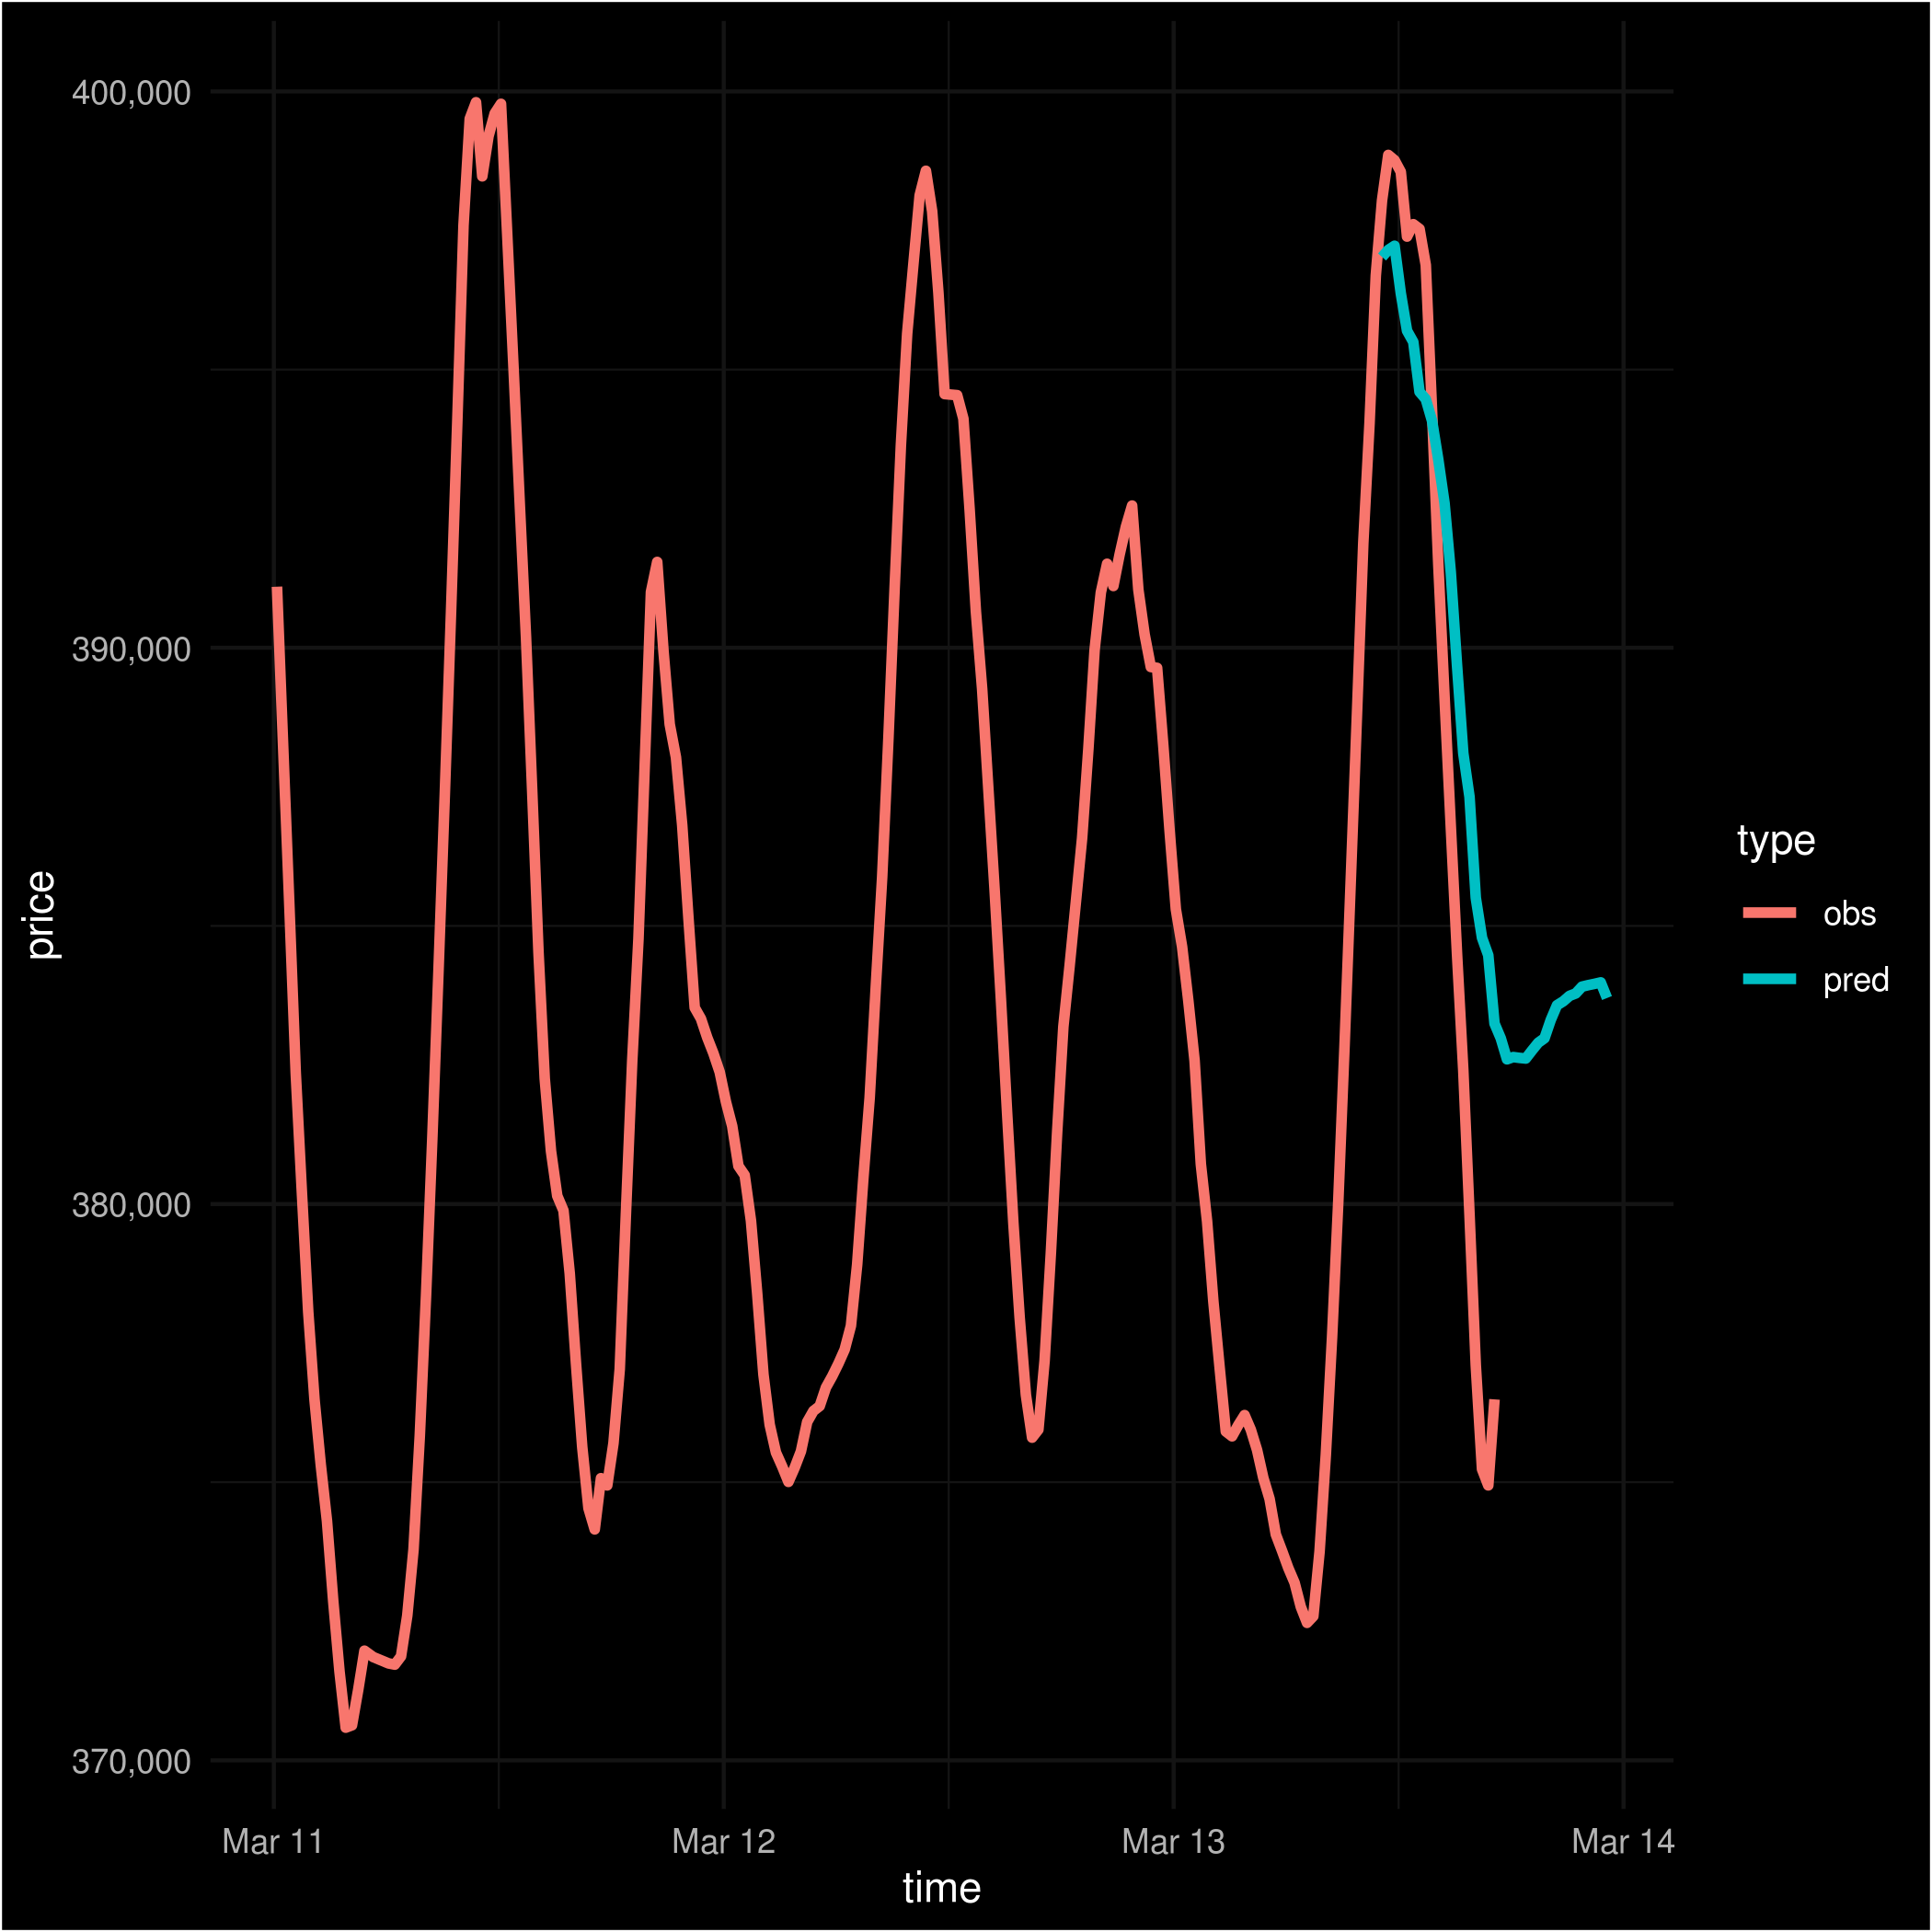 400,000
390,000
380,000
370,000
price
Mar 11
Mar 12
Mar 13
Mar 14
time
type
obs
pred